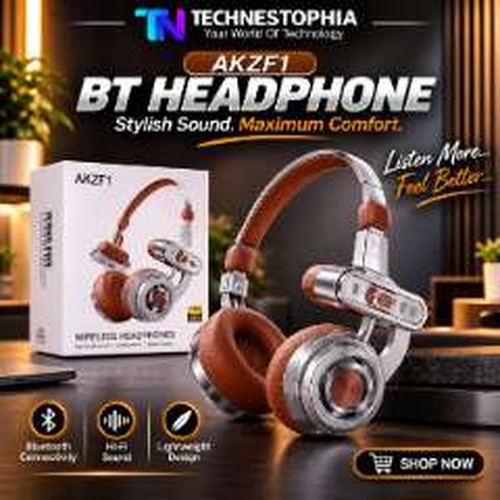 TN TECHNESTOPHIA
Your World Of Technology
AKZF1
BT HEADPHONE
Stylish Sound. Maximum Comfort.
Listen More...
Feel Better...
AKZF1
WIRELESS HEADPHONES
Bluetooth
Connectivity
Hi-Fi
Sound
Lightweight
Design
SHOP NOW